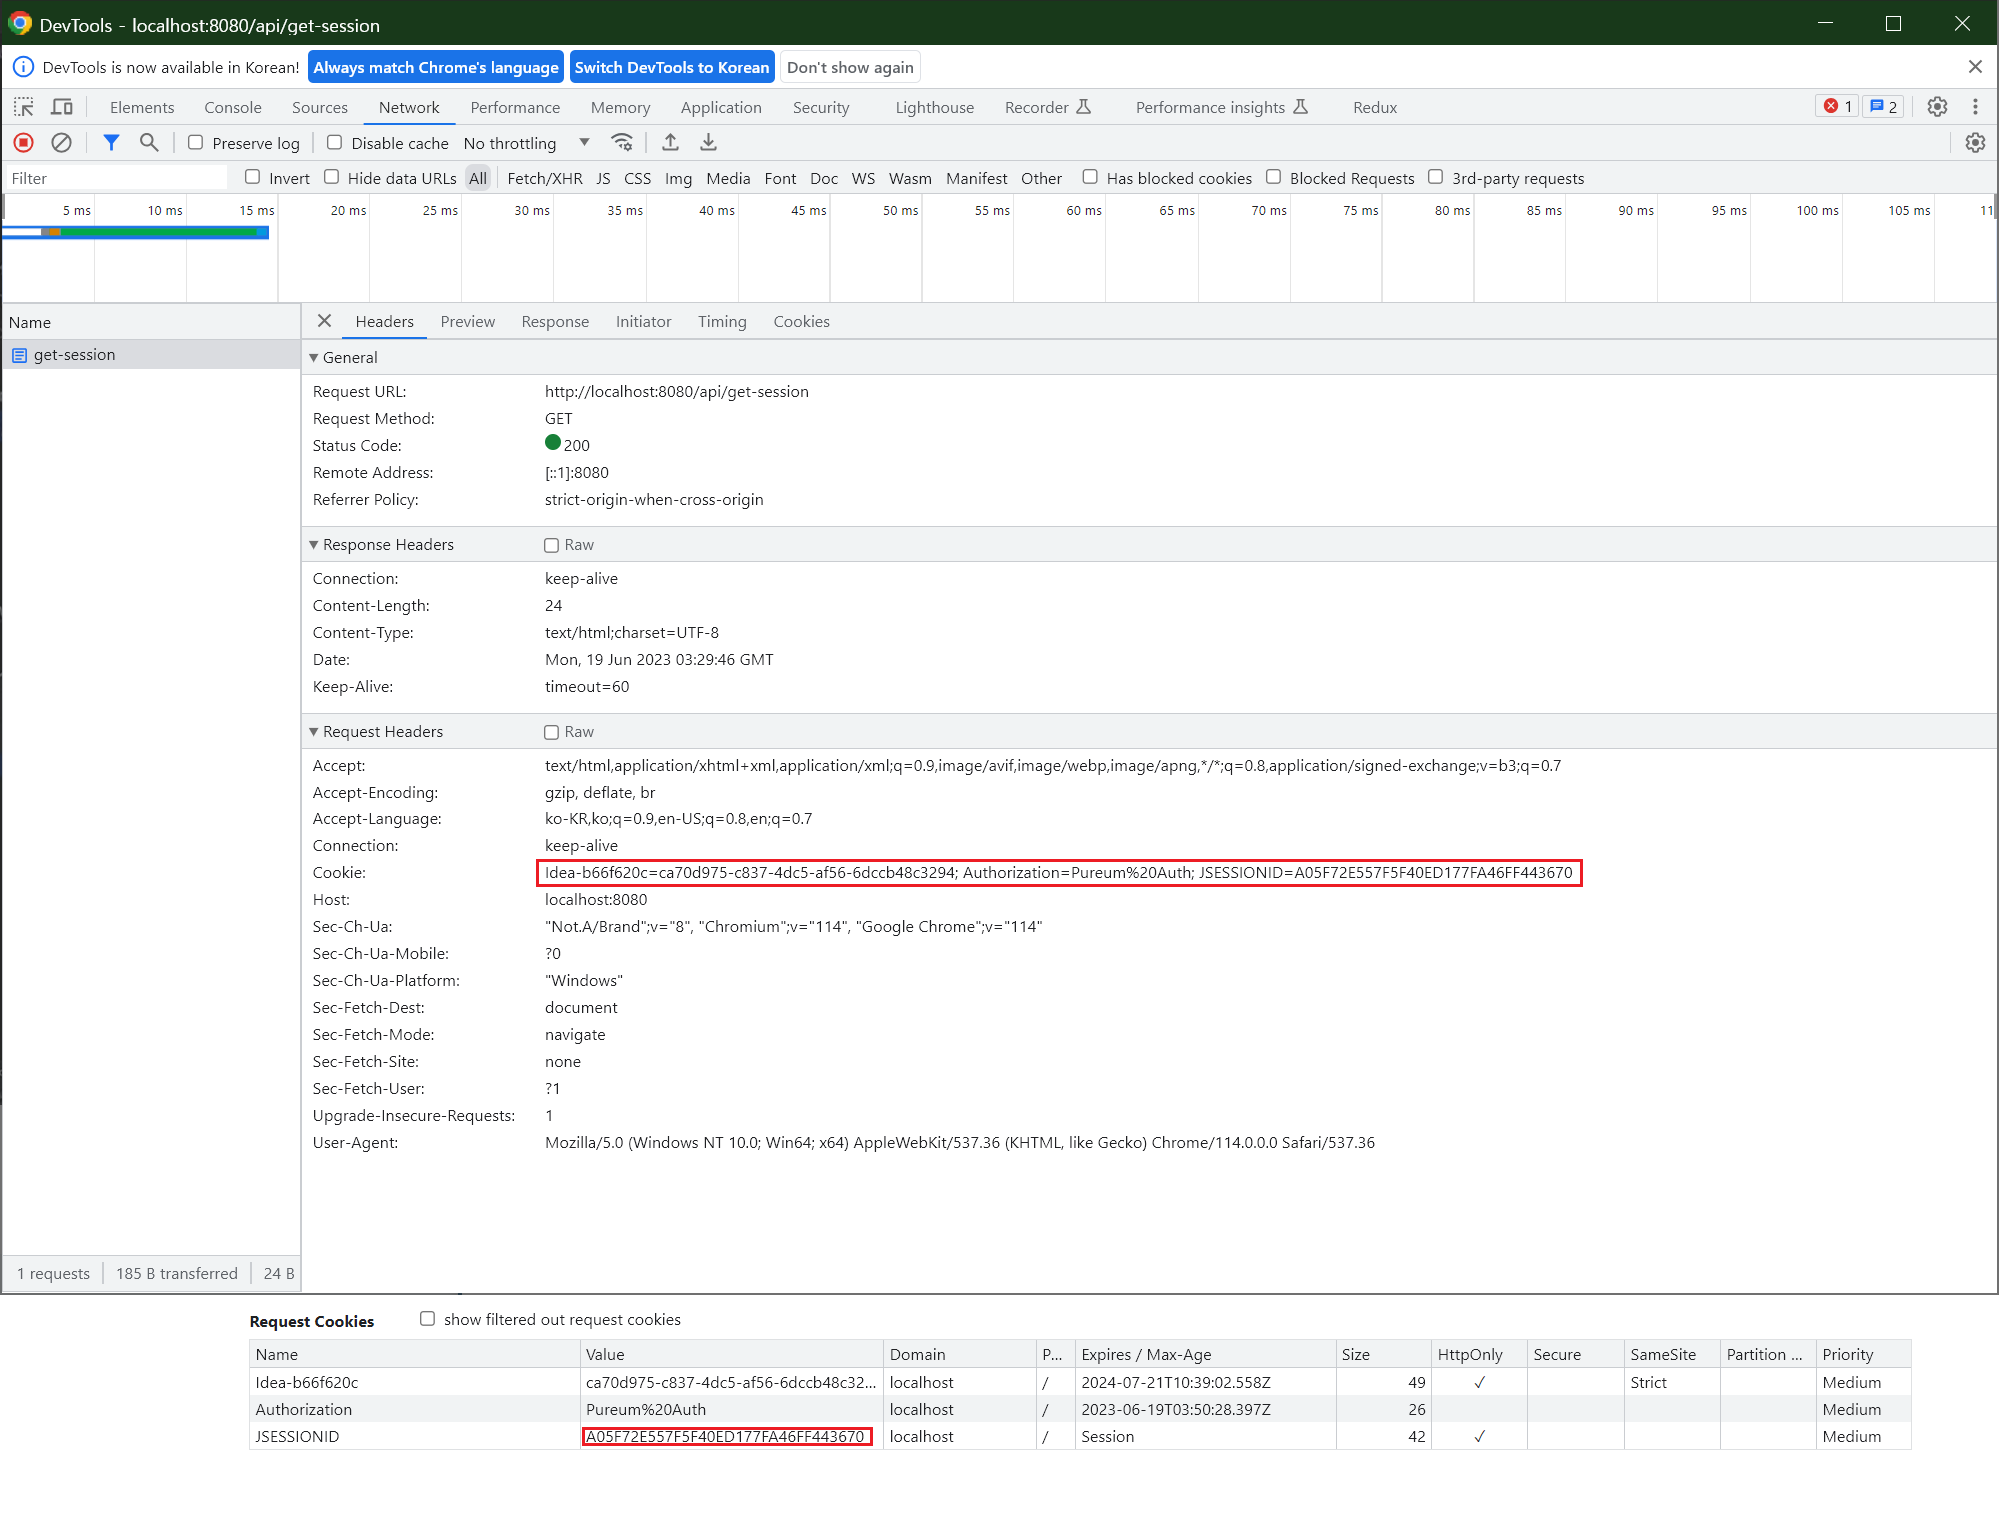 DevTools - localhost:8080/api/get-session
DevTools is now available in Korean! Always match Chrome's language Switch DevTools to Korean Don't show again
Elements Console Sources Network Performance Memory Application Security Lighthouse Recorder Performance insights Redux 1 2
Preserve log Disable cache No throttling
Filter Invert Hide data URLs All Fetch/XHR JS CSS Img Media Font Doc WS Wasm Manifest Other Has blocked cookies Blocked Requests 3rd-party requests
5 ms 10 ms 15 ms 20 ms 25 ms 30 ms 35 ms 40 ms 45 ms 50 ms 55 ms 60 ms 65 ms 70 ms 75 ms 80 ms 85 ms 90 ms 95 ms 100 ms 105 ms 11
Name
get-session
Headers Preview Response Initiator Timing Cookies
General
Request URL: http://localhost:8080/api/get-session
Request Method: GET
Status Code: 200
Remote Address: [::1]:8080
Referrer Policy: strict-origin-when-cross-origin
Response Headers Raw
Connection: keep-alive
Content-Length: 24
Content-Type: text/html;charset=UTF-8
Date: Mon, 19 Jun 2023 03:29:46 GMT
Keep-Alive: timeout=60
Request Headers Raw
Accept: text/html,application/xhtml+xml,application/xml;q=0.9,image/avif,image/webp,image/apng,*/*;q=0.8,application/signed-exchange;v=b3;q=0.7
Accept-Encoding: gzip, deflate, br
Accept-Language: ko-KR,ko;q=0.9,en-US;q=0.8,en;q=0.7
Connection: keep-alive
Cookie: Idea-b66f620c=ca70d975-c837-4dc5-af56-6dccb48c3294; Authorization=Pureum%20Auth; JSESSIONID=A05F72E557F5F40ED177FA46FF443670
Host: localhost:8080
Sec-Ch-Ua: "Not.A/Brand";v="8", "Chromium";v="114", "Google Chrome";v="114"
Sec-Ch-Ua-Mobile: ?0
Sec-Ch-Ua-Platform: "Windows"
Sec-Fetch-Dest: document
Sec-Fetch-Mode: navigate
Sec-Fetch-Site: none
Sec-Fetch-User: ?1
Upgrade-Insecure-Requests: 1
User-Agent: Mozilla/5.0 (Windows NT 10.0; Win64; x64) AppleWebKit/537.36 (KHTML, like Gecko) Chrome/114.0.0.0 Safari/537.36
1 requests 185 B transferred 24 B
Request Cookies show filtered out request cookies
Name Value Domain P... Expires / Max-Age Size HttpOnly Secure SameSite Partition ... Priority
Idea-b66f620c ca70d975-c837-4dc5-af56-6dccb48c32... localhost / 2024-07-21T10:39:02.558Z 49 ✓ Strict Medium
Authorization Pureum%20Auth localhost / 2023-06-19T03:50:28.397Z 26 Medium
JSESSIONID A05F72E557F5F40ED177FA46FF443670 localhost / Session 42 ✓ Medium